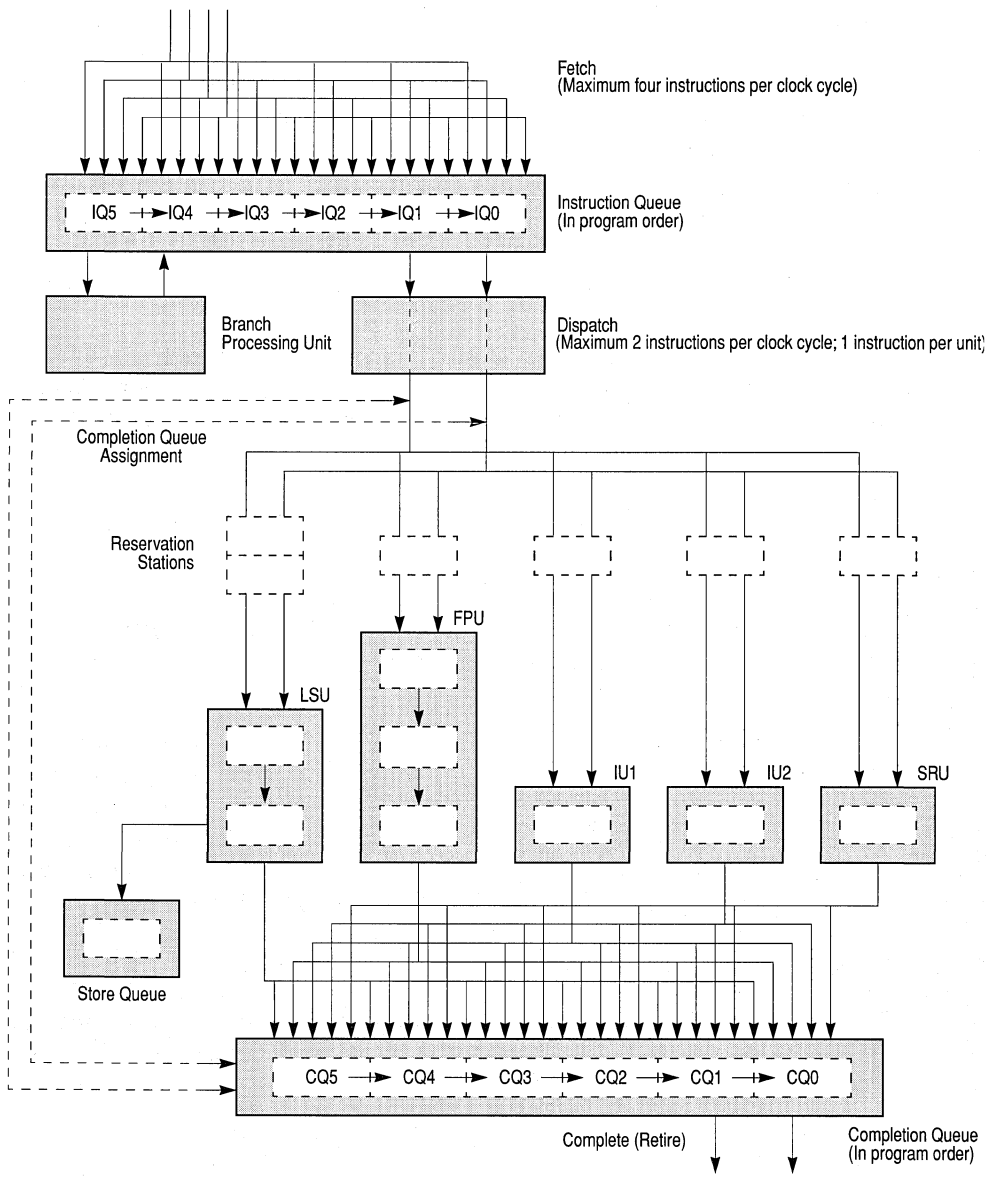 Fetch
(Maximum four instructions per clock cycle)
Instruction Queue
(In program order)
IQ5 IQ4 IQ3 IQ2 IQ1 IQ0
Branch
Processing Unit
Dispatch
(Maximum 2 instructions per clock cycle; 1 instruction per unit)
Completion Queue
Assignment
Reservation
Stations
FPU
LSU
IU1
IU2
SRU
Store Queue
CQ5 CQ4 CQ3 CQ2 CQ1 CQ0
Complete (Retire)
Completion Queue
(In program order)